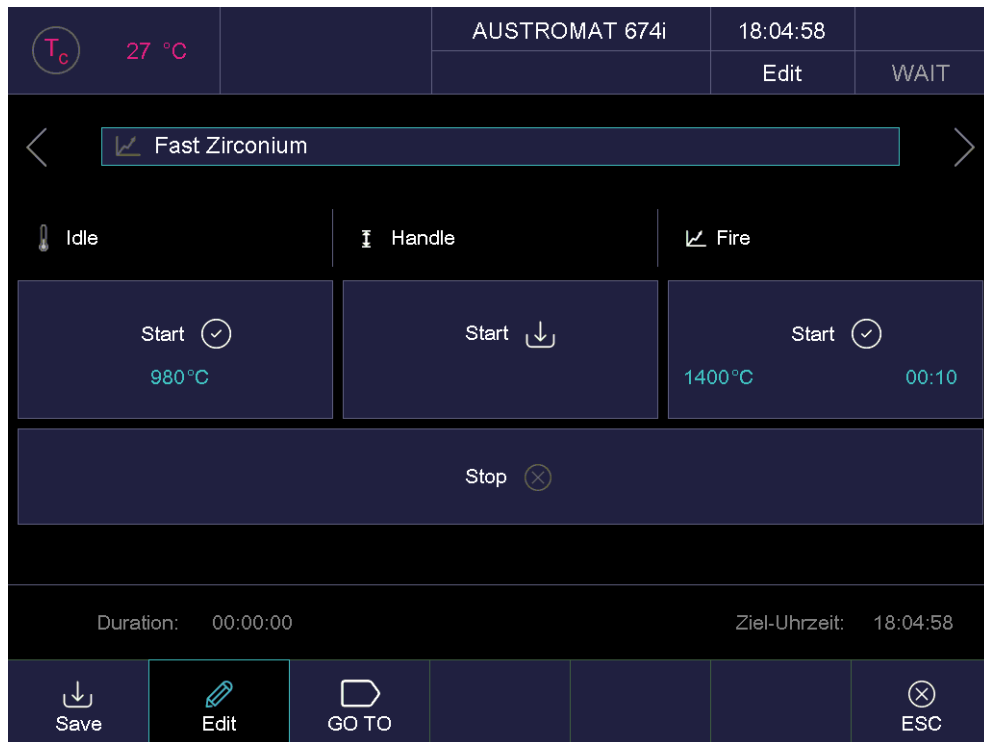 Tc 27 °C
AUSTROMAT 674i 18:04:58
Edit WAIT
Fast Zirconium
Idle Handle Fire
Start Start Start
980°C 1400°C 00:10
Stop
Duration: 00:00:00 Ziel-Uhrzeit: 18:04:58
Save Edit GO TO ESC